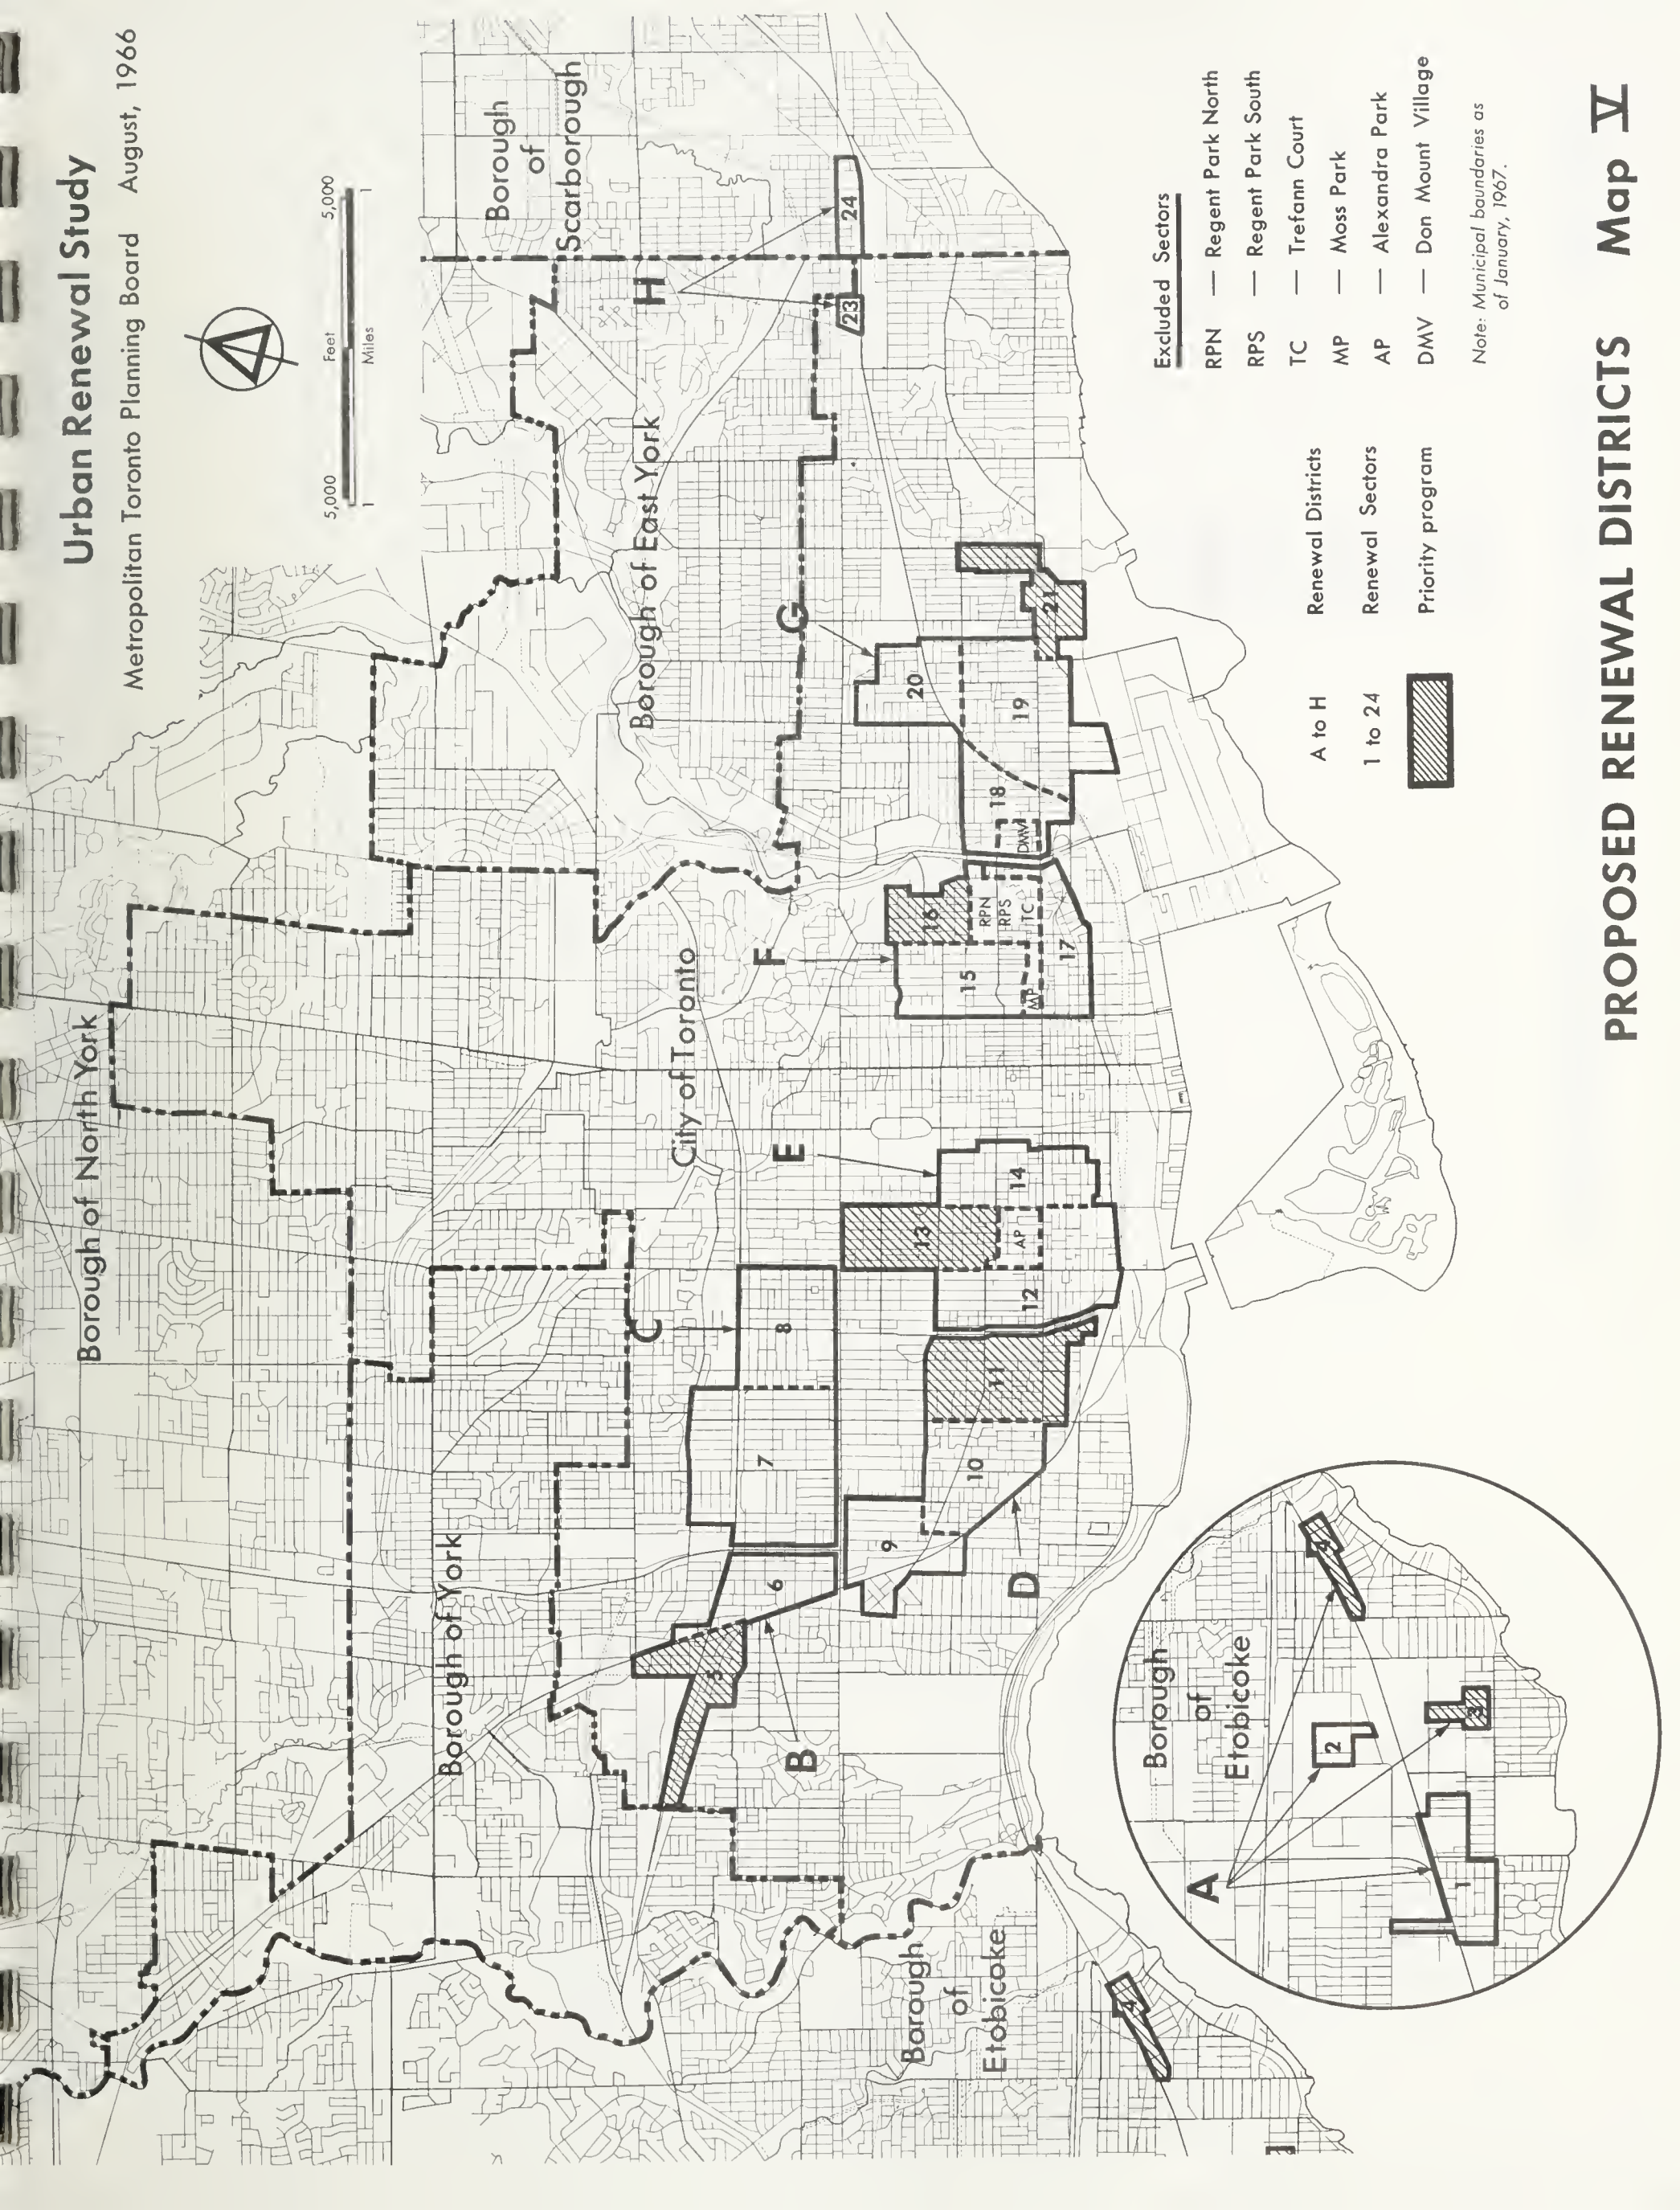 Urban Renewal Study
Metropolitan Toronto Planning Board August, 1966
5,000 Feet 5,000
1 Miles 1
Borough of North York
Borough of York
Borough
of
Scarborough
Borough of East York
City of Toronto
Borough
of
Etobicoke
A
B
C
D
E
F
G
H
4
5
6
7
8
9
10
11
12
13
14
AP
15
16
RPN
RPS
TC
MP
17
18
DMV
19
20
21
23
24
Borough
of
Etobicoke
1
2
3
4
A to H Renewal Districts
1 to 24 Renewal Sectors
Priority program
Excluded Sectors
RPN — Regent Park North
RPS — Regent Park South
TC — Trefann Court
MP — Moss Park
AP — Alexandra Park
DMV — Don Mount Village
Note: Municipal boundaries as
of January, 1967.
PROPOSED RENEWAL DISTRICTS Map V